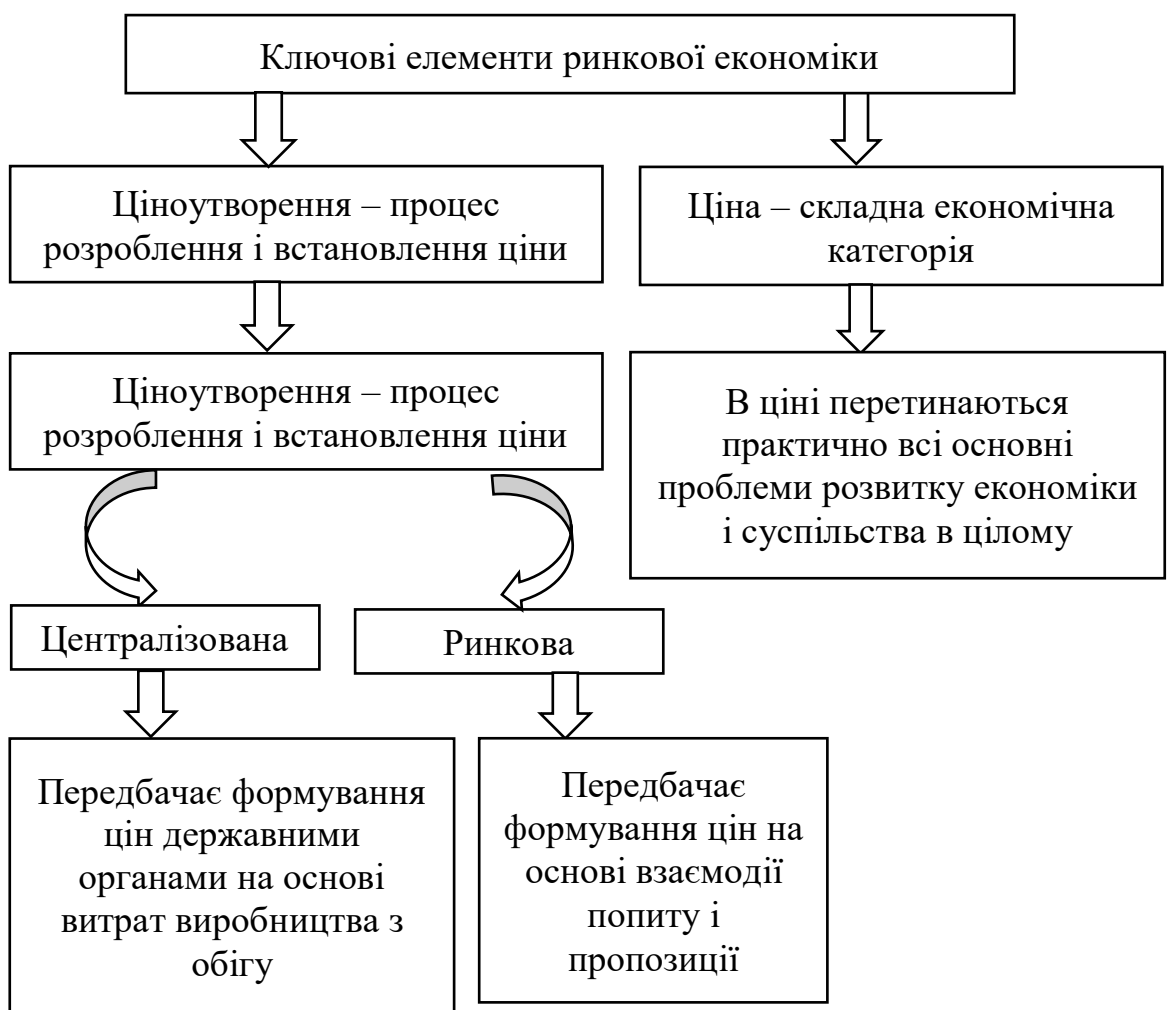 Ключові елементи ринкової економіки
Ціноутворення – процес
розроблення і встановлення ціни
Ціна – складна економічна
категорія
Ціноутворення – процес
розроблення і встановлення ціни
В ціні перетинаються
практично всі основні
проблеми розвитку економіки
і суспільства в цілому
Централізована
Ринкова
Передбачає формування
цін державними
органами на основі
витрат виробництва з
обігу
Передбачає
формування цін на
основі взаємодії
попиту і
пропозиції